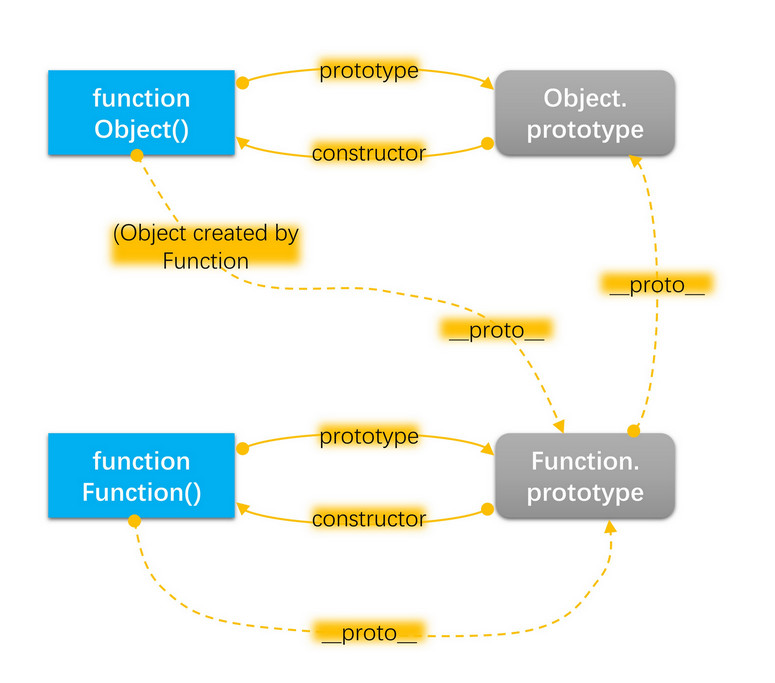 prototype
function
Object()
Object.
prototype
constructor
(Object created by
Function
__proto__
__proto__
prototype
function
Function()
Function.
prototype
constructor
__proto__